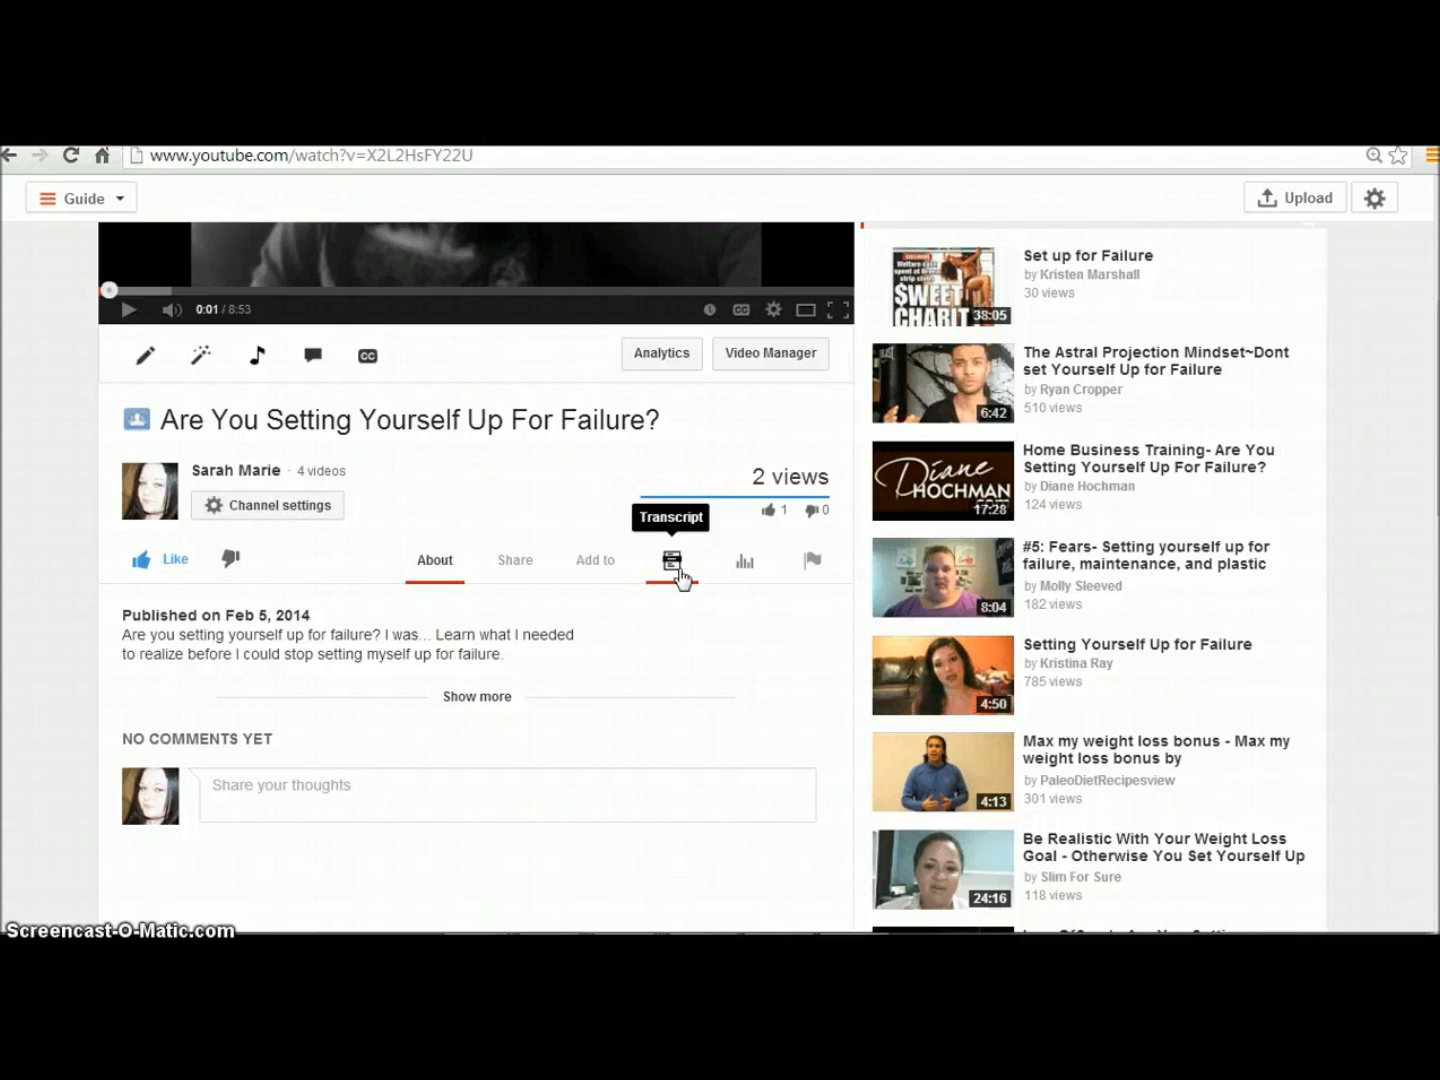 www.youtube.com/watch?v=X2L2HsFY22U
Guide
Upload
0:01 / 8:53
CC
CC
Analytics
Video Manager
Are You Setting Yourself Up For Failure?
Sarah Marie · 4 videos
Channel settings
2 views
1
0
Transcript
Like
About
Share
Add to
Published on Feb 5, 2014
Are you setting yourself up for failure? I was... Learn what I needed
to realize before I could stop setting myself up for failure.
Show more
NO COMMENTS YET
Share your thoughts
$WEET
CHARIT
38:05
Set up for Failure
by Kristen Marshall
30 views
6:42
The Astral Projection Mindset~Dont
set Yourself Up for Failure
by Ryan Cropper
510 views
Diane
HOCHMAN
17:28
Home Business Training- Are You
Setting Yourself Up For Failure?
by Diane Hochman
124 views
8:04
#5: Fears- Setting yourself up for
failure, maintenance, and plastic
by Molly Sleeved
182 views
4:50
Setting Yourself Up for Failure
by Kristina Ray
785 views
4:13
Max my weight loss bonus - Max my
weight loss bonus by
by PaleoDietRecipesview
301 views
24:16
Be Realistic With Your Weight Loss
Goal - Otherwise You Set Yourself Up
by Slim For Sure
118 views
Screencast-O-Matic.com